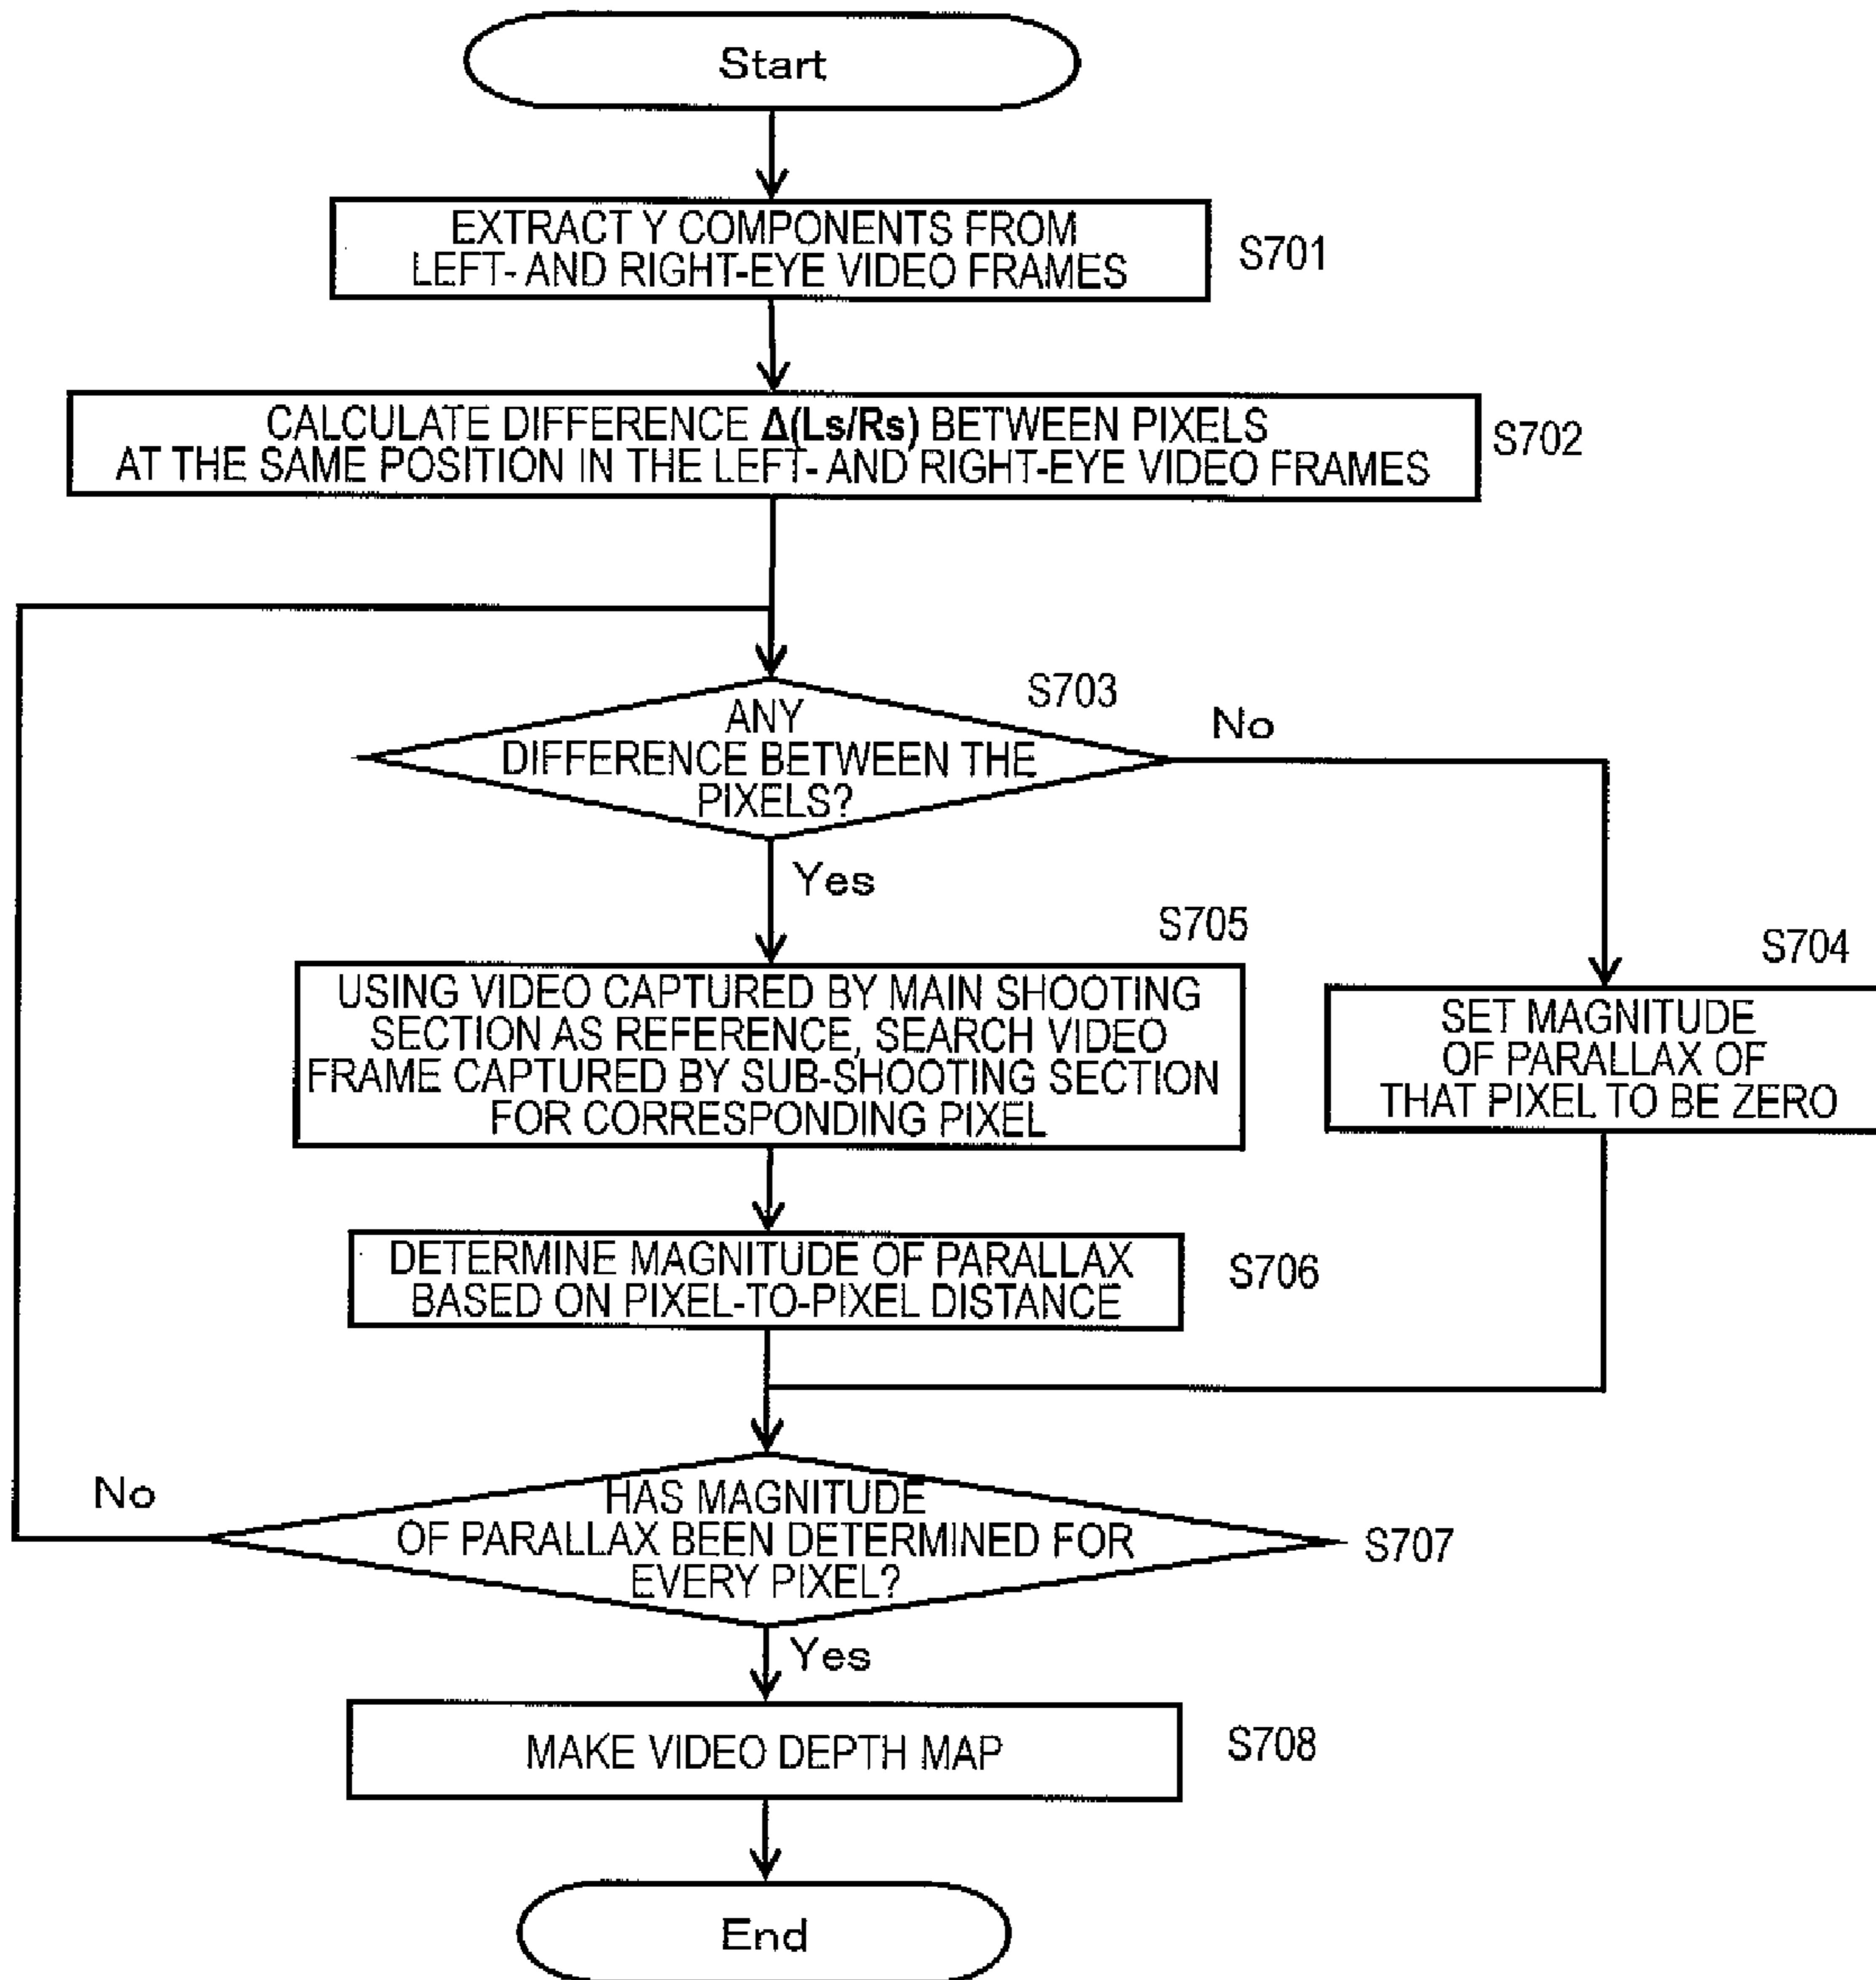 Start
EXTRACT Y COMPONENTS FROM
LEFT- AND RIGHT-EYE VIDEO FRAMES
S701
CALCULATE DIFFERENCE Δ(Ls/Rs) BETWEEN PIXELS
AT THE SAME POSITION IN THE LEFT- AND RIGHT-EYE VIDEO FRAMES
S702
S703
ANY
DIFFERENCE BETWEEN THE
PIXELS?
No
Yes
S705
USING VIDEO CAPTURED BY MAIN SHOOTING
SECTION AS REFERENCE, SEARCH VIDEO
FRAME CAPTURED BY SUB-SHOOTING SECTION
FOR CORRESPONDING PIXEL
S704
SET MAGNITUDE
OF PARALLAX OF
THAT PIXEL TO BE ZERO
DETERMINE MAGNITUDE OF PARALLAX
BASED ON PIXEL-TO-PIXEL DISTANCE
S706
No
HAS MAGNITUDE
OF PARALLAX BEEN DETERMINED FOR
EVERY PIXEL?
S707
Yes
MAKE VIDEO DEPTH MAP
S708
End